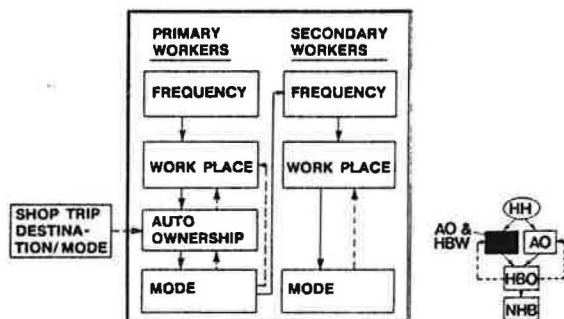 PRIMARY
WORKERS
SECONDARY
WORKERS
FREQUENCY
FREQUENCY
WORK PLACE
WORK PLACE
SHOP TRIP
DESTINA-
TION/MODE
AUTO
OWNERSHIP
MODE
MODE
HH
AO &
HBW
AO
HBO
NHB